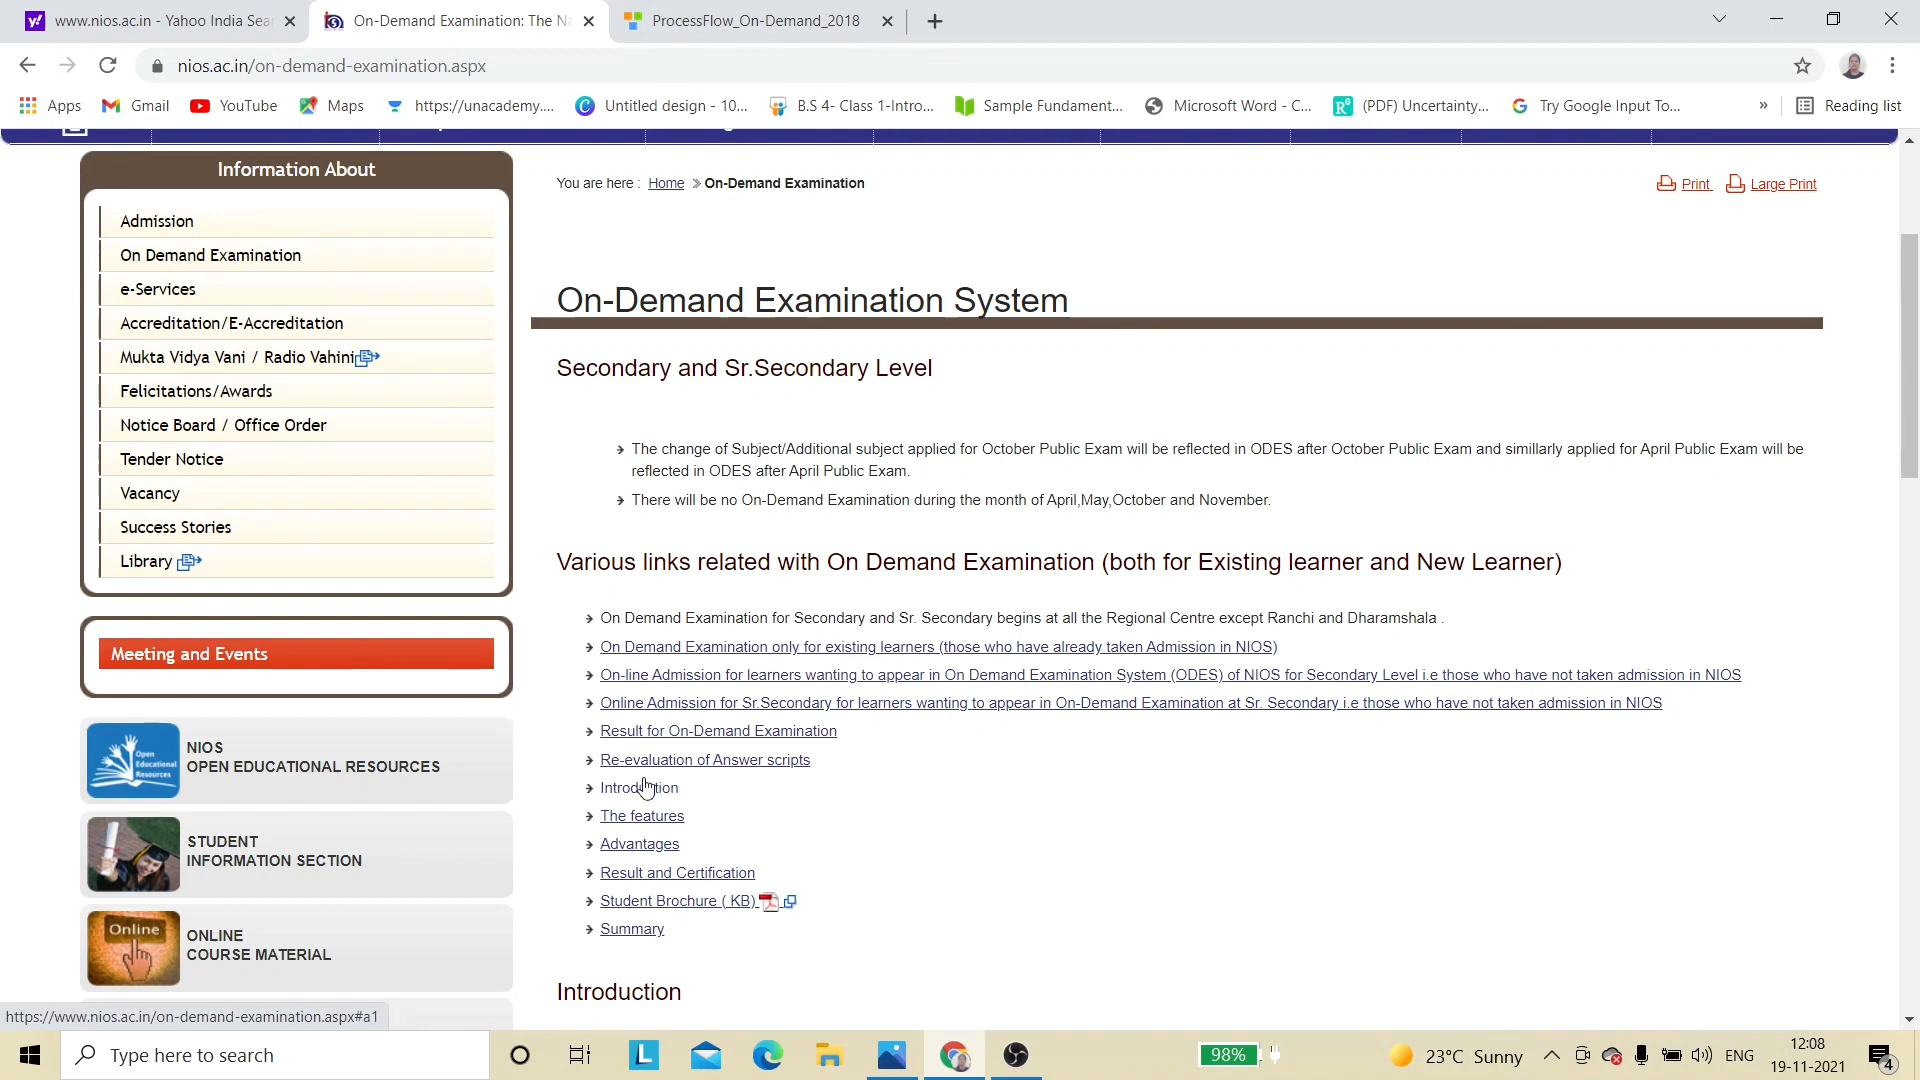 www.nios.ac.in - Yahoo India Sea
On-Demand Examination: The Na
ProcessFlow_On-Demand_2018
nios.ac.in/on-demand-examination.aspx
Apps
Gmail
YouTube
Maps
https://unacademy....
Untitled design - 10...
B.S 4- Class 1-Intro...
Sample Fundament...
Microsoft Word - C...
(PDF) Uncertainty...
Try Google Input To...
»
Reading list
Information About
Admission
On Demand Examination
e-Services
Accreditation/E-Accreditation
Mukta Vidya Vani / Radio Vahini
Felicitations/Awards
Notice Board / Office Order
Tender Notice
Vacancy
Success Stories
Library
Meeting and Events
Open Educational Resources
NIOS
OPEN EDUCATIONAL RESOURCES
STUDENT
INFORMATION SECTION
Online
ONLINE
COURSE MATERIAL
You are here : Home » On-Demand Examination
Print Large Print
On-Demand Examination System
Secondary and Sr.Secondary Level
The change of Subject/Additional subject applied for October Public Exam will be reflected in ODES after October Public Exam and simillarly applied for April Public Exam will be
reflected in ODES after April Public Exam.
There will be no On-Demand Examination during the month of April,May,October and November.
Various links related with On Demand Examination (both for Existing learner and New Learner)
On Demand Examination for Secondary and Sr. Secondary begins at all the Regional Centre except Ranchi and Dharamshala .
On Demand Examination only for existing learners (those who have already taken Admission in NIOS)
On-line Admission for learners wanting to appear in On Demand Examination System (ODES) of NIOS for Secondary Level i.e those who have not taken admission in NIOS
Online Admission for Sr.Secondary for learners wanting to appear in On-Demand Examination at Sr. Secondary i.e those who have not taken admission in NIOS
Result for On-Demand Examination
Re-evaluation of Answer scripts
Introduction
The features
Advantages
Result and Certification
Student Brochure ( KB)
Summary
Introduction
https://www.nios.ac.in/on-demand-examination.aspx#a1
Type here to search
L
98%
23°C Sunny
ENG
12:08
19-11-2021
4